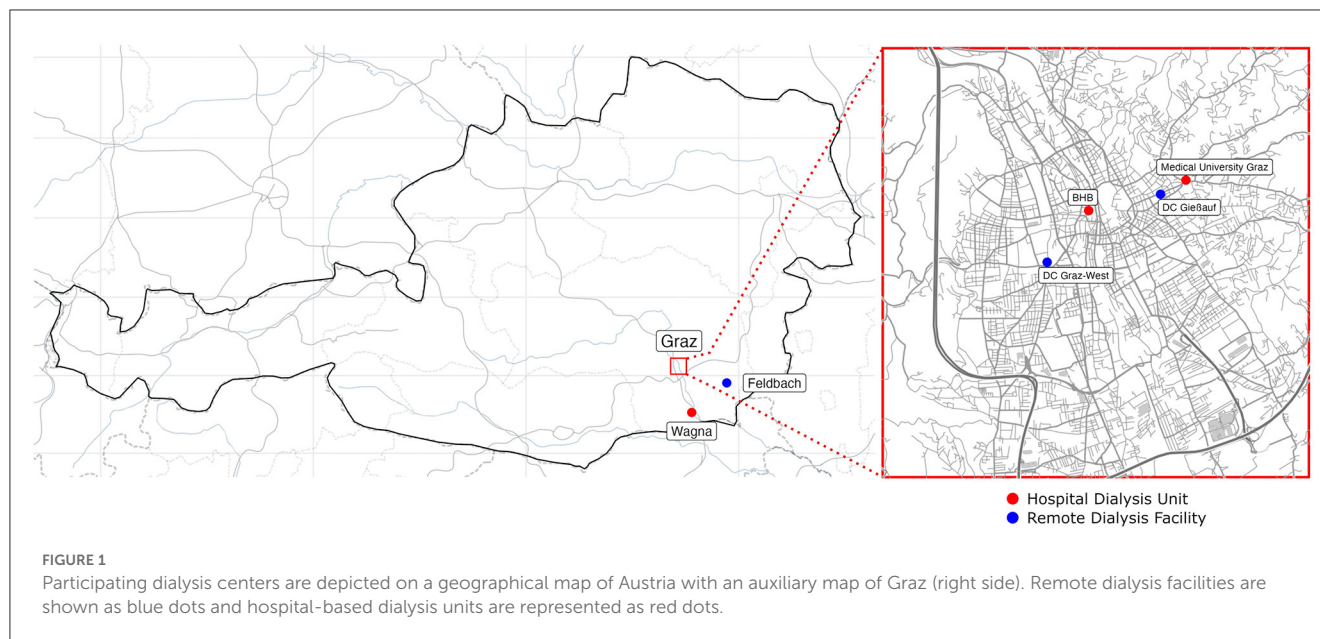 Graz
Feldbach
Wagna
Medical University Graz
BHB
DC Gießauf
DC Graz-West
Hospital Dialysis Unit
Remote Dialysis Facility
FIGURE 1
Participating dialysis centers are depicted on a geographical map of Austria with an auxiliary map of Graz (right side). Remote dialysis facilities are
shown as blue dots and hospital-based dialysis units are represented as red dots.